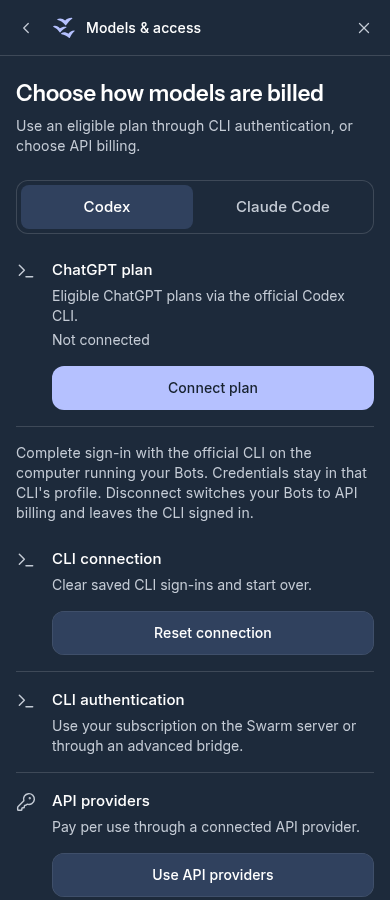 Models & access
Choose how models are billed
Use an eligible plan through CLI authentication, or
choose API billing.
Codex
Claude Code
ChatGPT plan
Eligible ChatGPT plans via the official Codex
CLI.
Not connected
Connect plan
Complete sign-in with the official CLI on the
computer running your Bots. Credentials stay in that
CLI's profile. Disconnect switches your Bots to API
billing and leaves the CLI signed in.
CLI connection
Clear saved CLI sign-ins and start over.
Reset connection
CLI authentication
Use your subscription on the Swarm server or
through an advanced bridge.
API providers
Pay per use through a connected API provider.
Use API providers